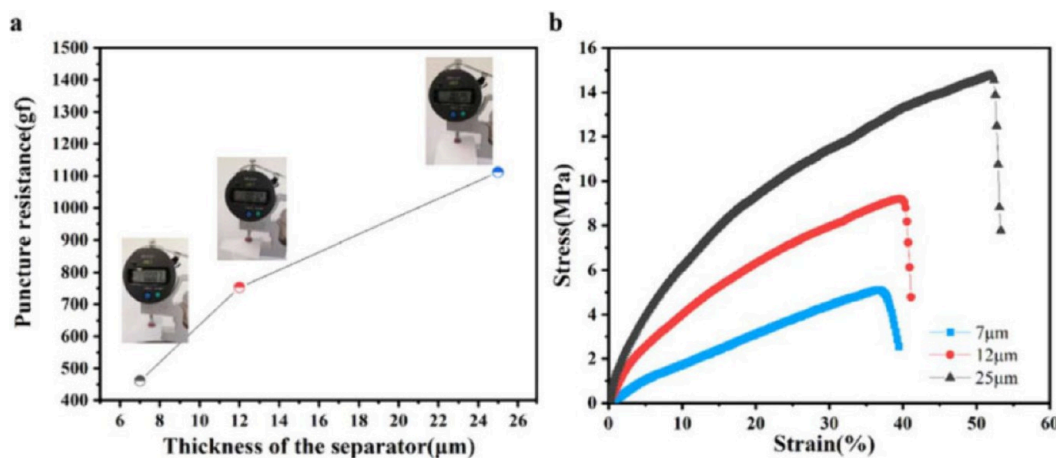 a
1500
1400
1300
1200
1100
1000
900
800
700
600
500
400
Puncture resistance(gf)
6 8 10 12 14 16 18 20 22 24 26
Thickness of the separator(μm)
b
16
14
12
10
8
6
4
2
0
Stress(MPa)
7μm
12μm
25μm
0 10 20 30 40 50 60
Strain(%)